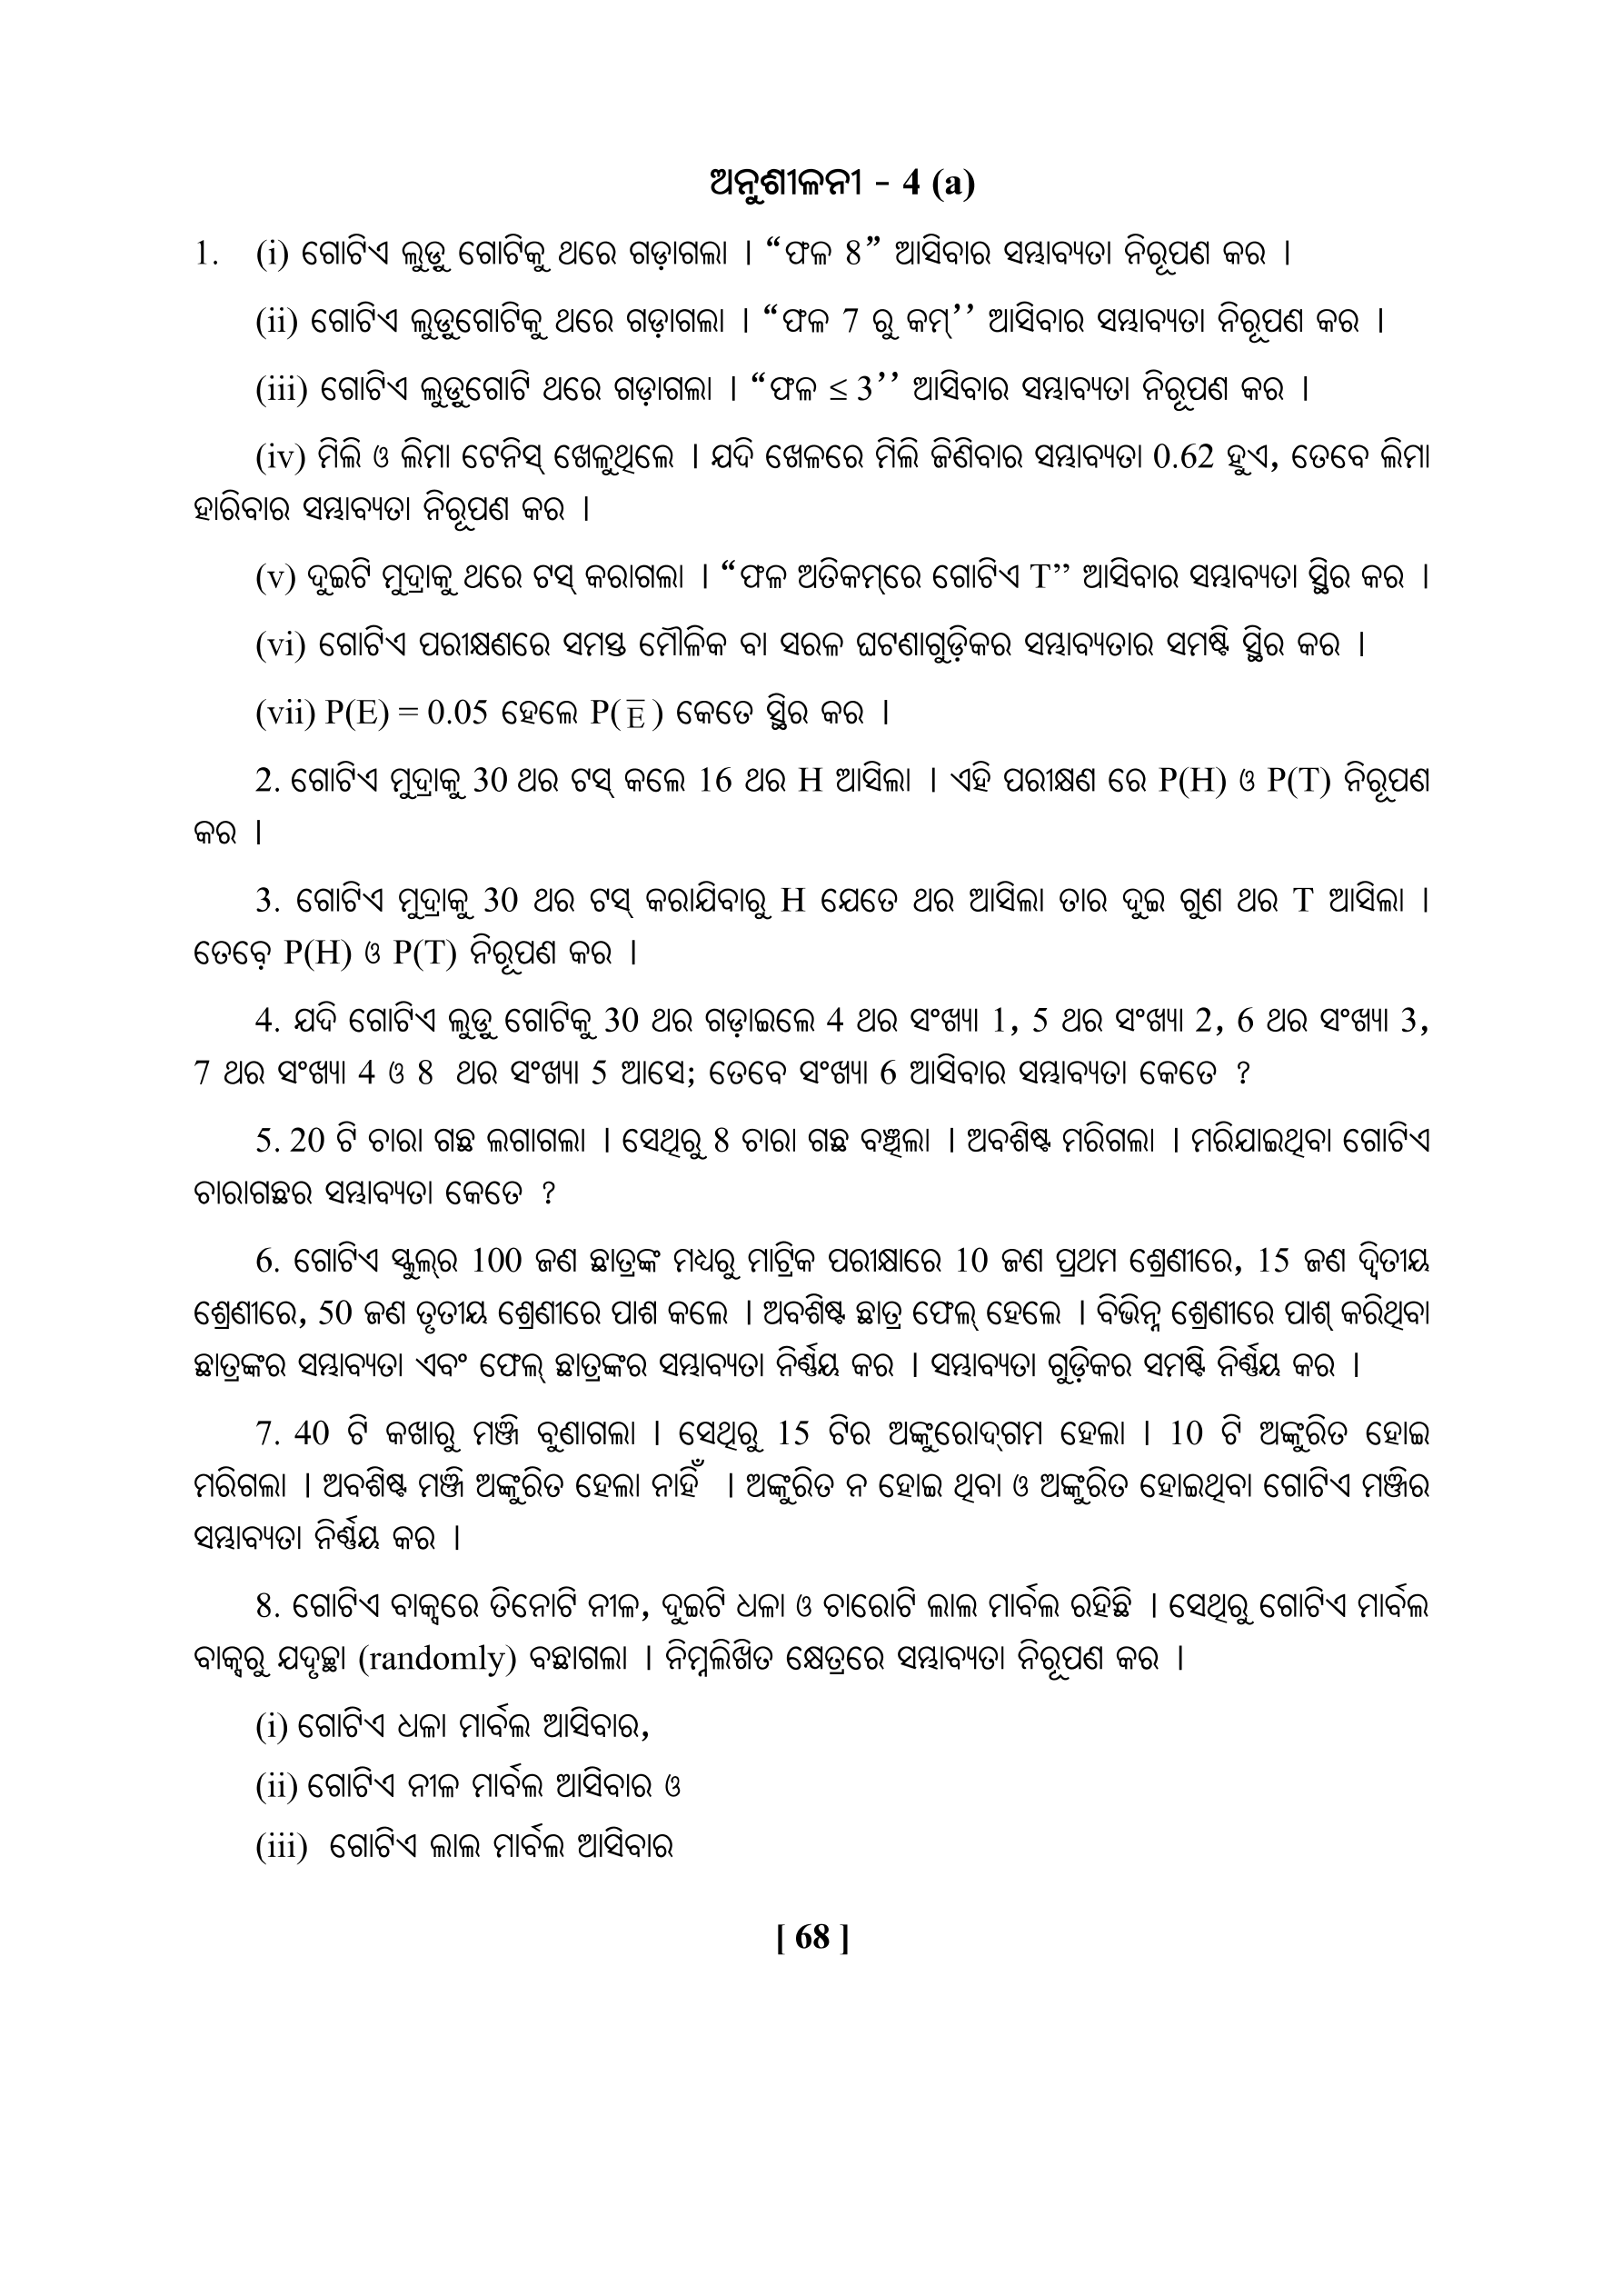 ଅନୁଶୀଳନୀ - 4 (a)
1. (i) ଗୋଟିଏ ଲୁଡୁ ଗୋଟିକୁ ଥରେ ଗଡ଼ାଗଲା । “ଫଳ 8” ଆସିବାର ସମ୍ଭାବ୍ୟତା ନିରୂପଣ କର ।
(ii) ଗୋଟିଏ ଲୁଡୁଗୋଟିକୁ ଥରେ ଗଡ଼ାଗଲା । “ଫଳ 7 ରୁ କମ୍’’ ଆସିବାର ସମ୍ଭାବ୍ୟତା ନିରୂପଣ କର ।
(iii) ଗୋଟିଏ ଲୁଡୁଗୋଟି ଥରେ ଗଡ଼ାଗଲା । “ଫଳ ≤ 3’’ ଆସିବାର ସମ୍ଭାବ୍ୟତା ନିରୂପଣ କର ।
(iv) ମିଲି ଓ ଲିମା ଟେନିସ୍ ଖେଳୁଥିଲେ । ଯଦି ଖେଳରେ ମିଲି ଜିଣିବାର ସମ୍ଭାବ୍ୟତା 0.62 ହୁଏ, ତେବେ ଲିମା
ହାରିବାର ସମ୍ଭାବ୍ୟତା ନିରୂପଣ କର ।
(v) ଦୁଇଟି ମୁଦ୍ରାକୁ ଥରେ ଟସ୍ କରାଗଲା । “ଫଳ ଅତିକମ୍‌ରେ ଗୋଟିଏ T” ଆସିବାର ସମ୍ଭାବ୍ୟତା ସ୍ଥିର କର ।
(vi) ଗୋଟିଏ ପରୀକ୍ଷଣରେ ସମସ୍ତ ମୌଳିକ ବା ସରଳ ଘଟଣାଗୁଡ଼ିକର ସମ୍ଭାବ୍ୟତାର ସମଷ୍ଟି ସ୍ଥିର କର ।
(vii) P(E) = 0.05 ହେଲେ P(E̅) କେତେ ସ୍ଥିର କର ।
2. ଗୋଟିଏ ମୁଦ୍ରାକୁ 30 ଥର ଟସ୍ କଲେ 16 ଥର H ଆସିଲା । ଏହି ପରୀକ୍ଷଣ ରେ P(H) ଓ P(T) ନିରୂପଣ
କର ।
3. ଗୋଟିଏ ମୁଦ୍ରାକୁ 30 ଥର ଟସ୍ କରାଯିବାରୁ H ଯେତେ ଥର ଆସିଲା ତାର ଦୁଇ ଗୁଣ ଥର T ଆସିଲା ।
ତେବେ଼ P(H) ଓ P(T) ନିରୂପଣ କର ।
4. ଯଦି ଗୋଟିଏ ଲୁଡୁ ଗୋଟିକୁ 30 ଥର ଗଡ଼ାଇଲେ 4 ଥର ସଂଖ୍ୟା 1, 5 ଥର ସଂଖ୍ୟା 2, 6 ଥର ସଂଖ୍ୟା 3,
7 ଥର ସଂଖ୍ୟା 4 ଓ 8 ଥର ସଂଖ୍ୟା 5 ଆସେ; ତେବେ ସଂଖ୍ୟା 6 ଆସିବାର ସମ୍ଭାବ୍ୟତା କେତେ ?
5. 20 ଟି ଚାରା ଗଛ ଲଗାଗଲା । ସେଥିରୁ 8 ଚାରା ଗଛ ବଞ୍ଚିଲା । ଅବଶିଷ୍ଟ ମରିଗଲା । ମରିଯାଇଥିବା ଗୋଟିଏ
ଚାରାଗଛର ସମ୍ଭାବ୍ୟତା କେତେ ?
6. ଗୋଟିଏ ସ୍କୁଲ୍‌ର 100 ଜଣ ଛାତ୍ରଙ୍କ ମଧ୍ୟରୁ ମାଟ୍ରିକ ପରୀକ୍ଷାରେ 10 ଜଣ ପ୍ରଥମ ଶ୍ରେଣୀରେ, 15 ଜଣ ଦ୍ୱିତୀୟ
ଶ୍ରେଣୀରେ, 50 ଜଣ ତୃତୀୟ ଶ୍ରେଣୀରେ ପାଶ କଲେ । ଅବଶିଷ୍ଟ ଛାତ୍ର ଫେଲ୍ ହେଲେ । ବିଭିନ୍ନ ଶ୍ରେଣୀରେ ପାଶ୍ କରିଥିବା
ଛାତ୍ରଙ୍କର ସମ୍ଭାବ୍ୟତା ଏବଂ ଫେଲ୍ ଛାତ୍ରଙ୍କର ସମ୍ଭାବ୍ୟତା ନିର୍ଣ୍ଣୟ କର । ସମ୍ଭାବ୍ୟତା ଗୁଡ଼ିକର ସମଷ୍ଟି ନିର୍ଣ୍ଣୟ କର ।
7. 40 ଟି କଖାରୁ ମଞ୍ଜି ବୁଣାଗଲା । ସେଥିରୁ 15 ଟିର ଅଙ୍କୁରୋଦ୍‌ଗମ ହେଲା । 10 ଟି ଅଙ୍କୁରିତ ହୋଇ
ମରିଗଲା । ଅବଶିଷ୍ଟ ମଞ୍ଜି ଅଙ୍କୁରିତ ହେଲା ନାହିଁ । ଅଙ୍କୁରିତ ନ ହୋଇ ଥିବା ଓ ଅଙ୍କୁରିତ ହୋଇଥିବା ଗୋଟିଏ ମଞ୍ଜିର
ସମ୍ଭାବ୍ୟତା ନିର୍ଣ୍ଣୟ କର ।
8. ଗୋଟିଏ ବାକ୍ସରେ ତିନୋଟି ନୀଳ, ଦୁଇଟି ଧଳା ଓ ଚାରୋଟି ଲାଲ ମାର୍ବଲ ରହିଛି । ସେଥିରୁ ଗୋଟିଏ ମାର୍ବଲ
ବାକ୍ସରୁ ଯଦୃଚ୍ଛା (randomly) ବଛାଗଲା । ନିମ୍ନଲିଖିତ କ୍ଷେତ୍ରରେ ସମ୍ଭାବ୍ୟତା ନିରୂପଣ କର ।
(i) ଗୋଟିଏ ଧଳା ମାର୍ବଲ ଆସିବାର,
(ii) ଗୋଟିଏ ନୀଳ ମାର୍ବଲ ଆସିବାର ଓ
(iii) ଗୋଟିଏ ଲାଲ ମାର୍ବଲ ଆସିବାର
[ 68 ]